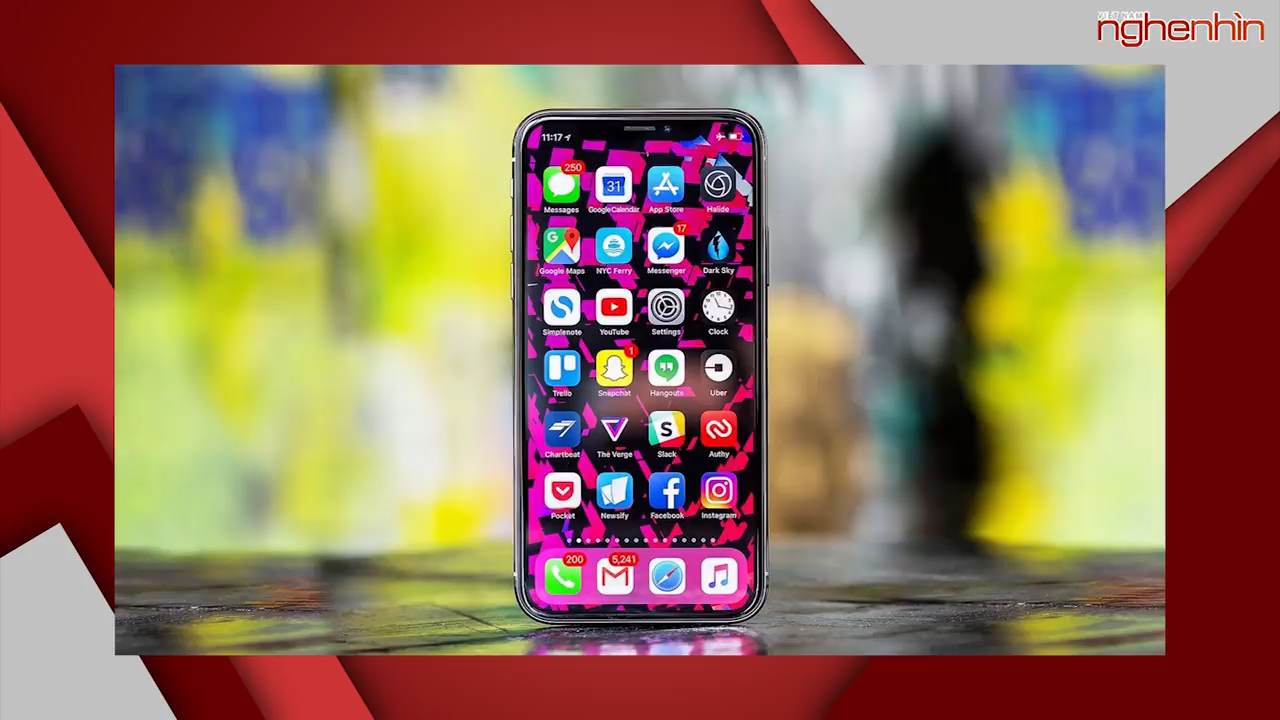 VIỆT NAM
nghenhìn
11:17
250
31
Messages
Google Calendar
App Store
Halide
G
17
Google Maps
NYC Ferry
Messenger
Dark Sky
Simplenote
YouTube
Settings
Clock
1
Trello
Snapchat
Hangouts
Uber
S
Chartbeat
The Verge
Slack
Authy
Pocket
Newsify
Facebook
Instagram
200
5,241